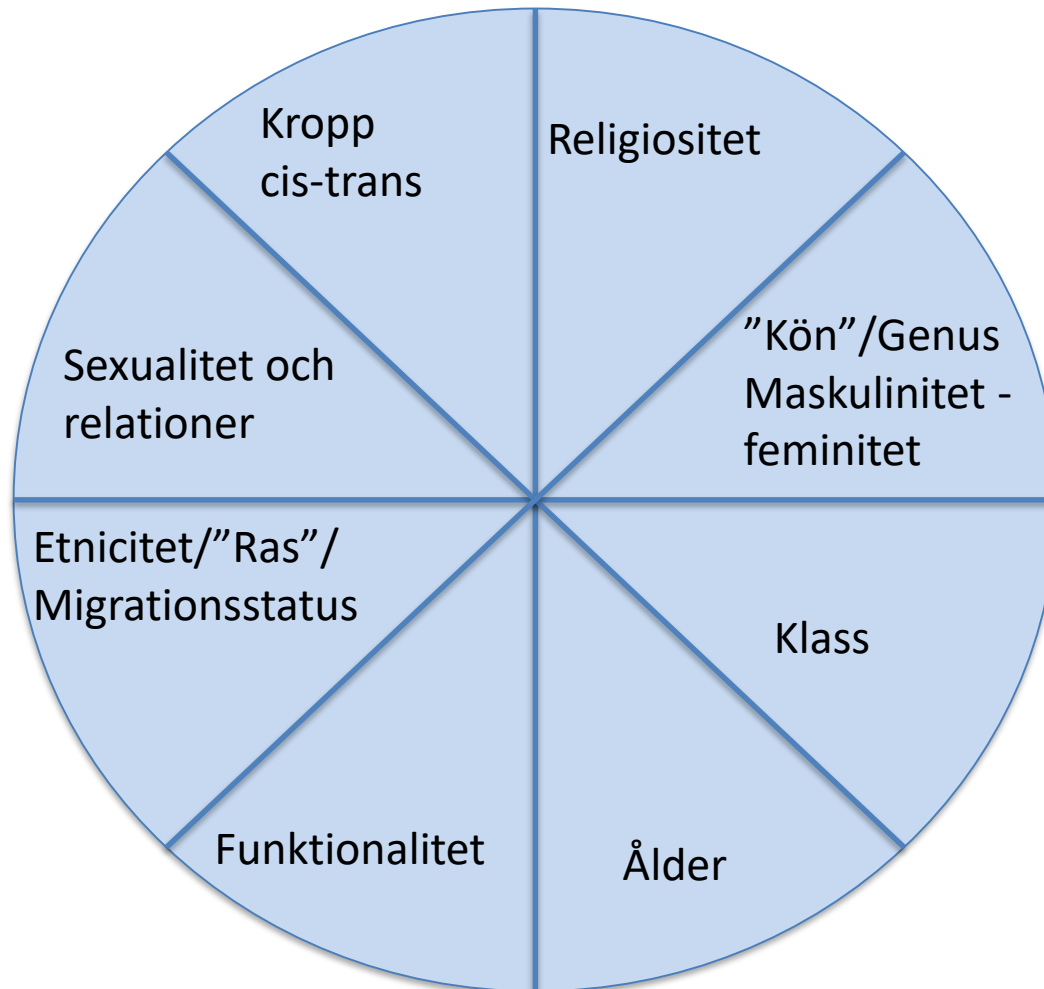 Kropp
cis-trans
Religiositet
”Kön”/Genus
Maskulinitet -
feminitet
Sexualitet och
relationer
Etnicitet/”Ras”/
Migrationsstatus
Klass
Funktionalitet
Ålder